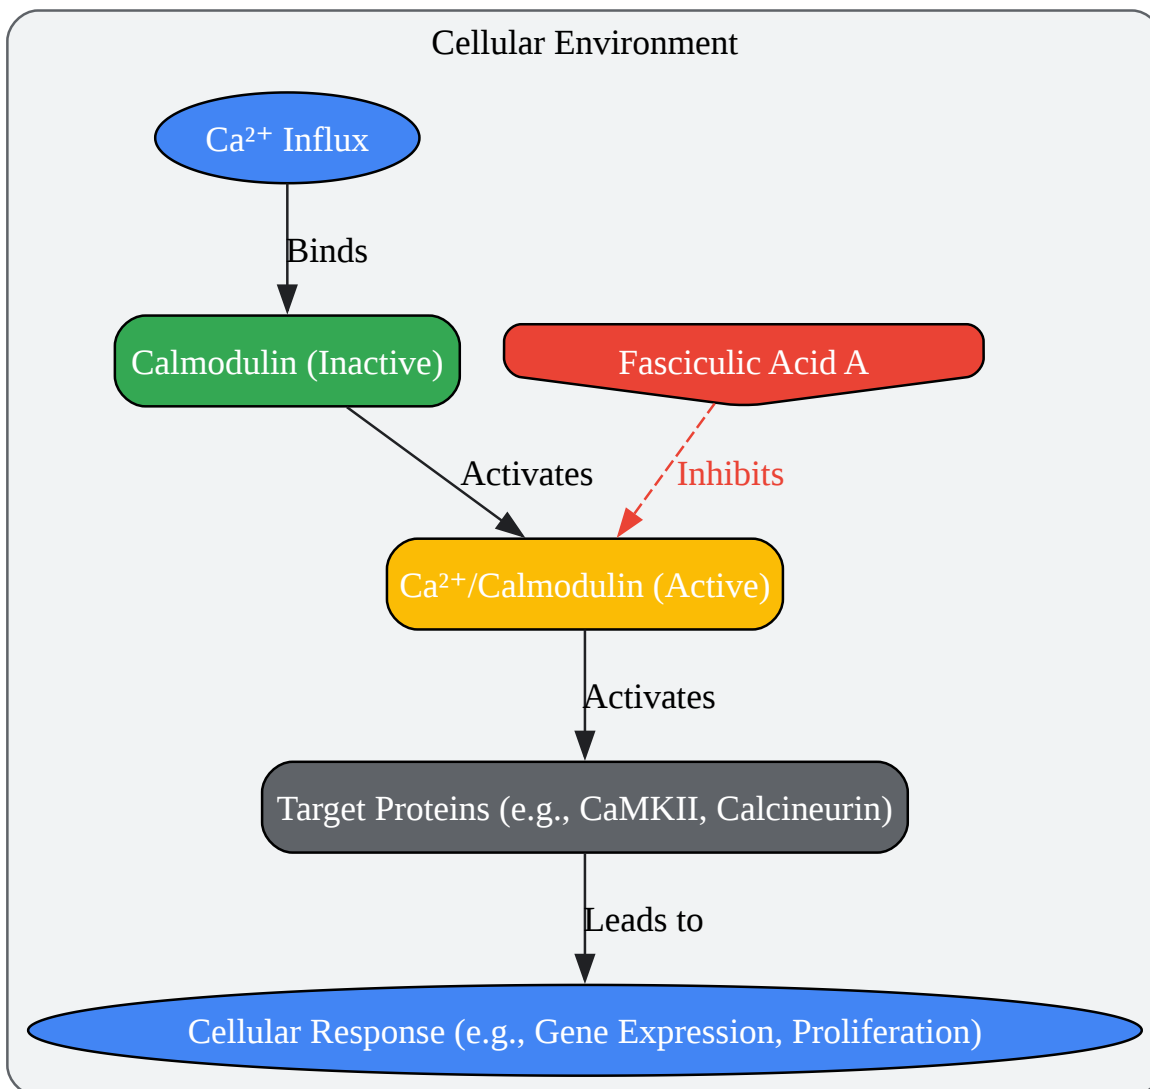 Cellular Environment
Ca²⁺ Influx
Binds
Calmodulin (Inactive)
Fasciculic Acid A
Activates
Inhibits
Ca²⁺/Calmodulin (Active)
Activates
Target Proteins (e.g., CaMKII, Calcineurin)
Leads to
Cellular Response (e.g., Gene Expression, Proliferation)